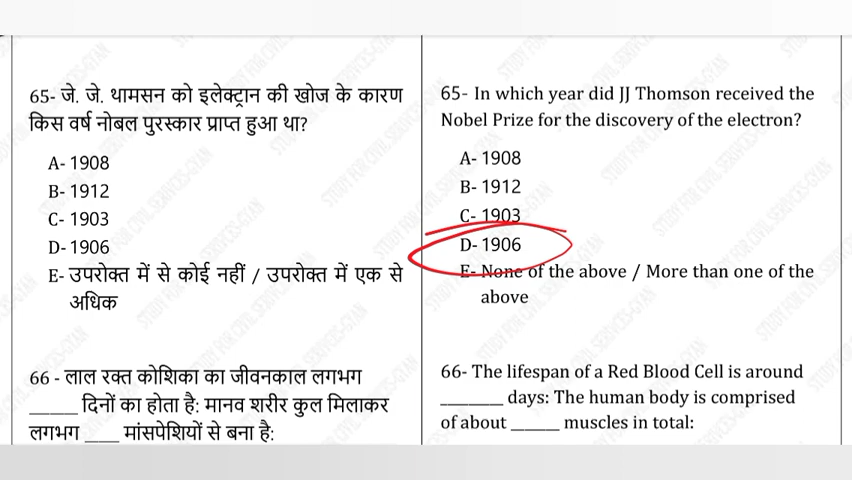 65- जे. जे. थामसन को इलेक्ट्रान की खोज के कारण
किस वर्ष नोबल पुरस्कार प्राप्त हुआ था?
A- 1908
B- 1912
C- 1903
D- 1906
E- उपरोक्त में से कोई नहीं / उपरोक्त में एक से
अधिक
66 - लाल रक्त कोशिका का जीवनकाल लगभग
_____ दिनों का होता है: मानव शरीर कुल मिलाकर
लगभग ____ मांसपेशियों से बना है:
65- In which year did JJ Thomson received the
Nobel Prize for the discovery of the electron?
A- 1908
B- 1912
C- 1903
D- 1906
E- None of the above / More than one of the
above
66- The lifespan of a Red Blood Cell is around
_______ days: The human body is comprised
of about ______ muscles in total: